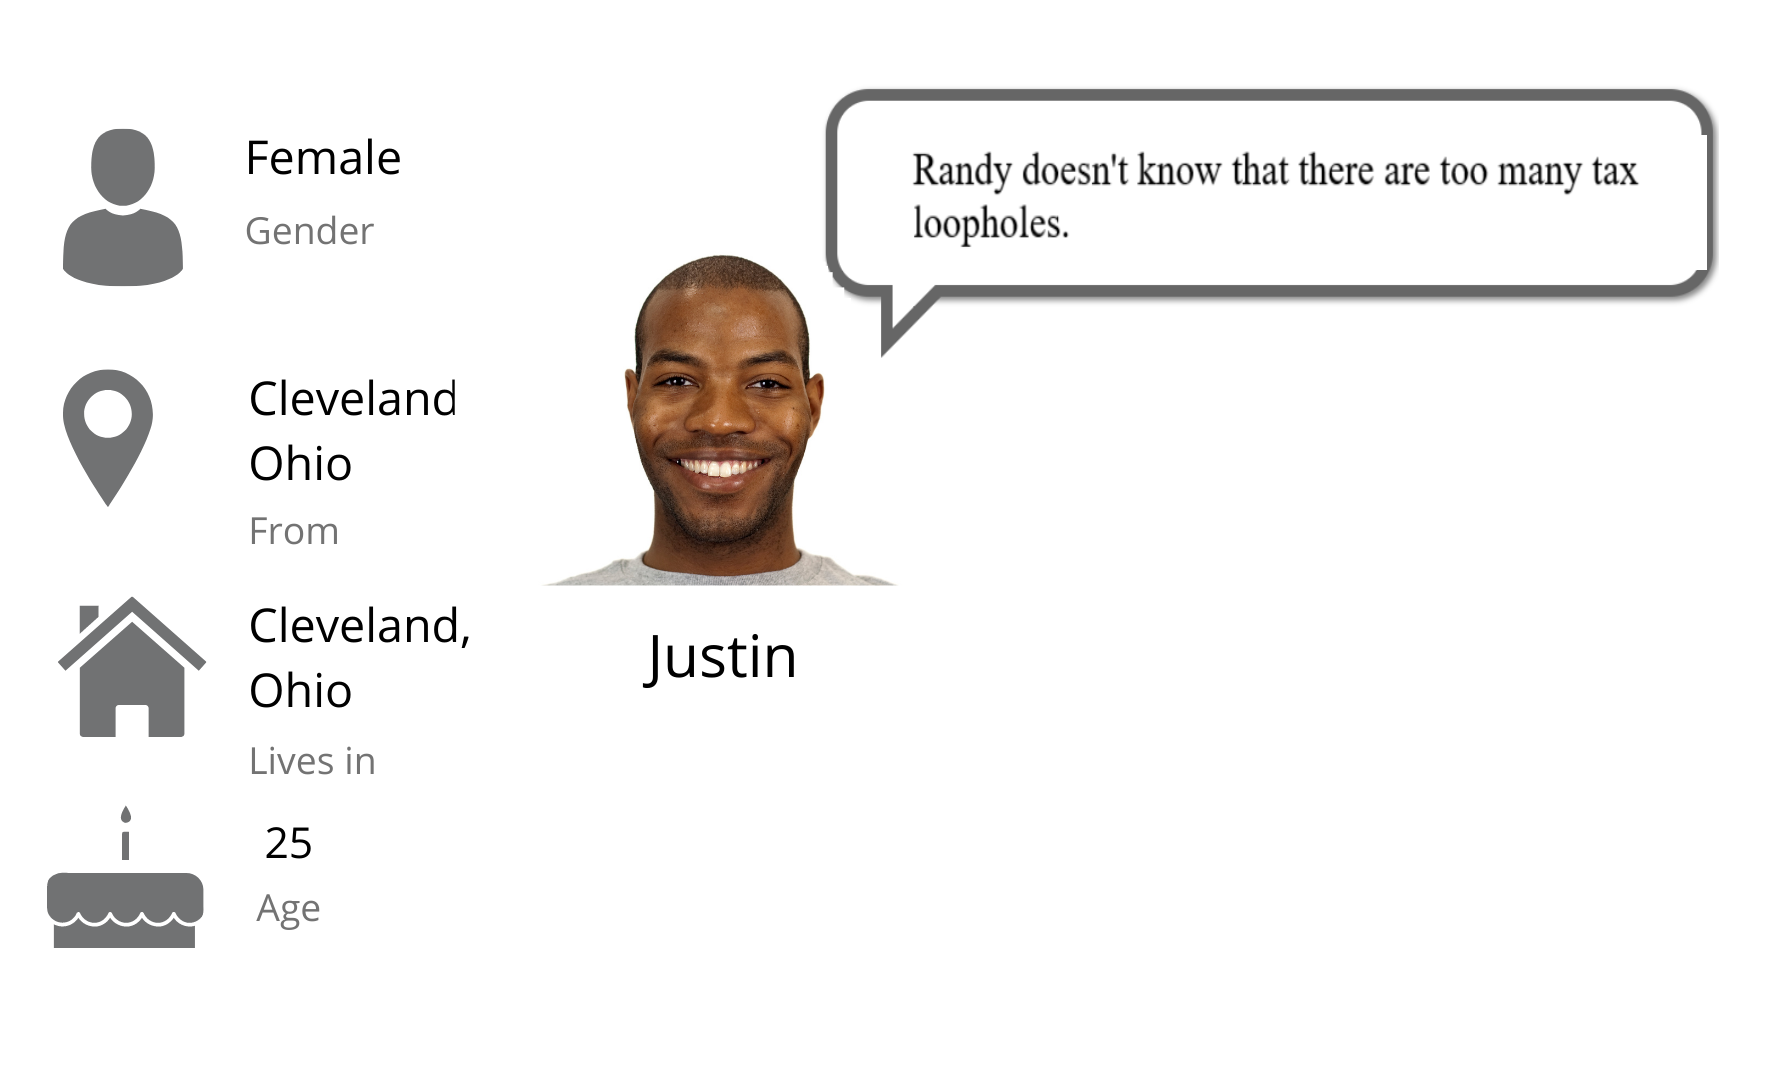 Female
Gender
Randy doesn't know that there are too many tax
loopholes.
Cleveland
Ohio
From
Cleveland,
Ohio
Lives in
Justin
25
Age